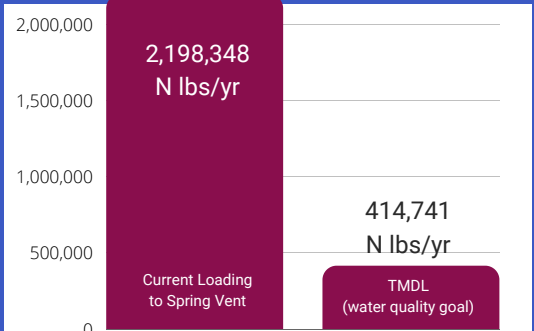 2,000,000
2,198,348
N lbs/yr
1,500,000
1,000,000
414,741
N lbs/yr
500,000
Current Loading
to Spring Vent
TMDL
(water quality goal)
0